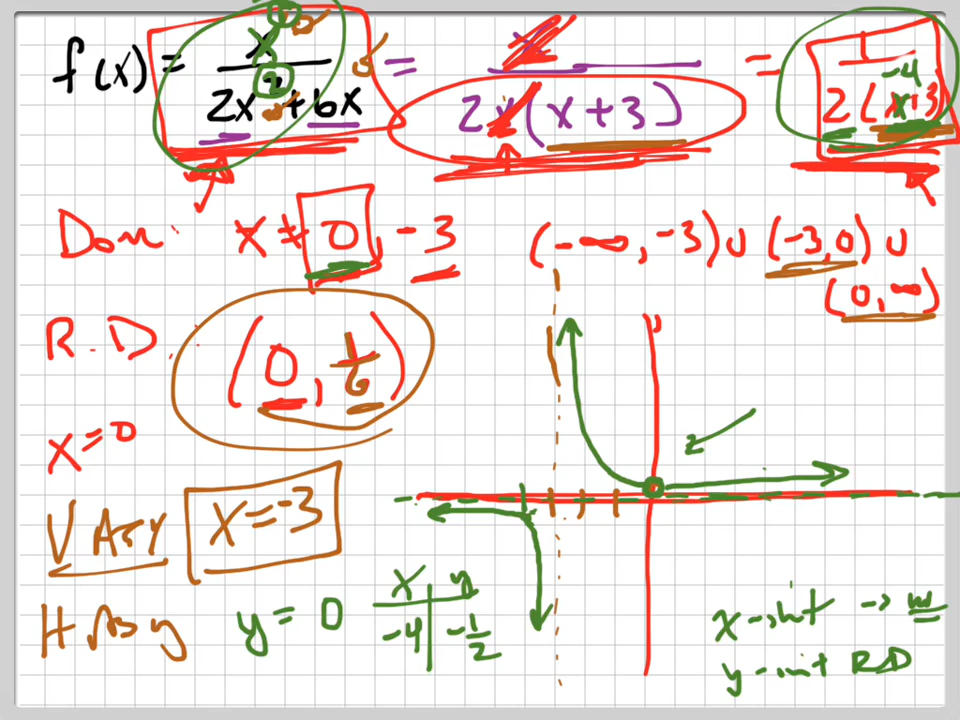 f(x) = x / 2x² + 6x = x / 2x(x+3) = 1 / 2(x+3)
-4
Dom: x ≠ 0, -3 (-∞, -3) ∪ (-3, 0) ∪
(0, ∞)
R.D. (0, 1/6)
x = 0
V Asy x = -3
H Asy y = 0
x y
-4 -1/2
x-int →
y-int RD